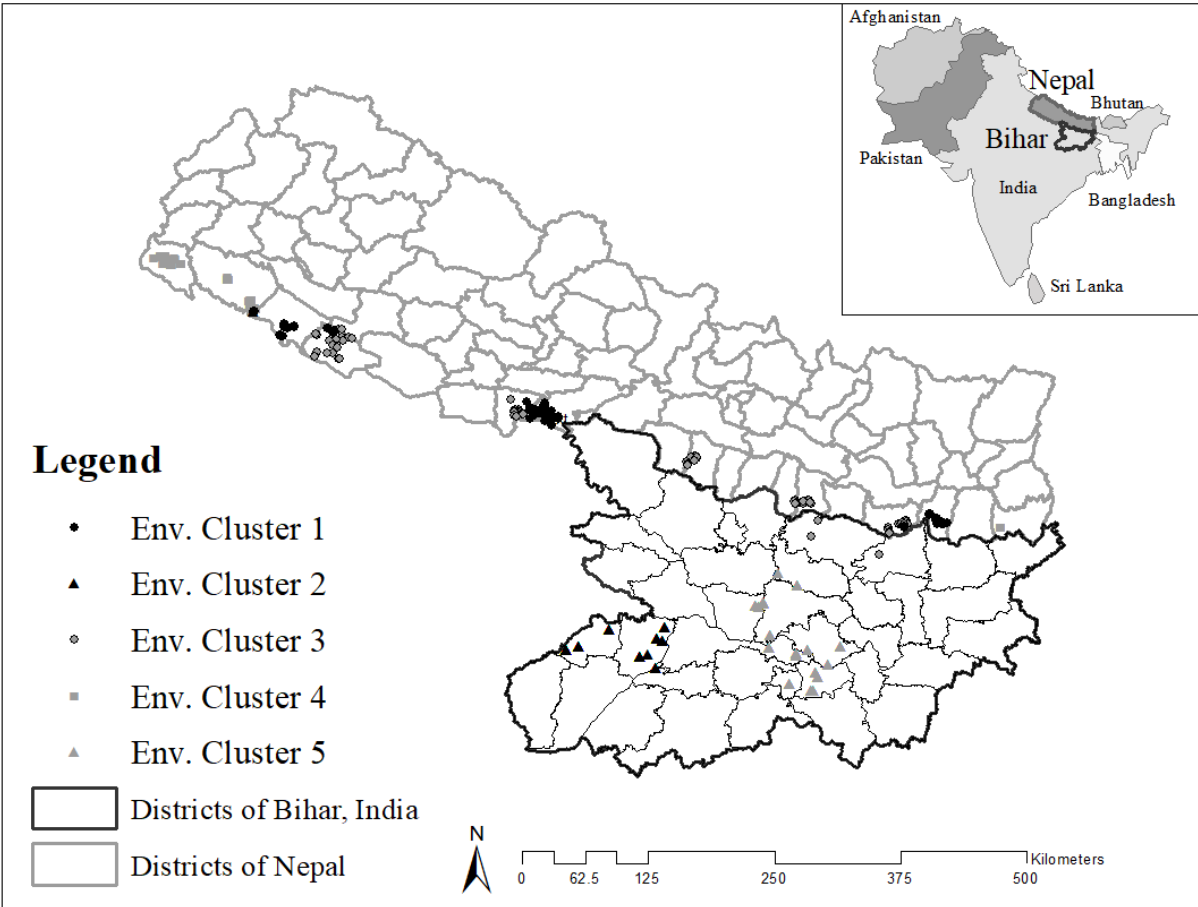 Afghanistan
Nepal
Bhutan
Bihar
Pakistan
India
Bangladesh
Sri Lanka
Legend
Env. Cluster 1
Env. Cluster 2
Env. Cluster 3
Env. Cluster 4
Env. Cluster 5
Districts of Bihar, India
Districts of Nepal
N
Kilometers
0 62.5 125 250 375 500